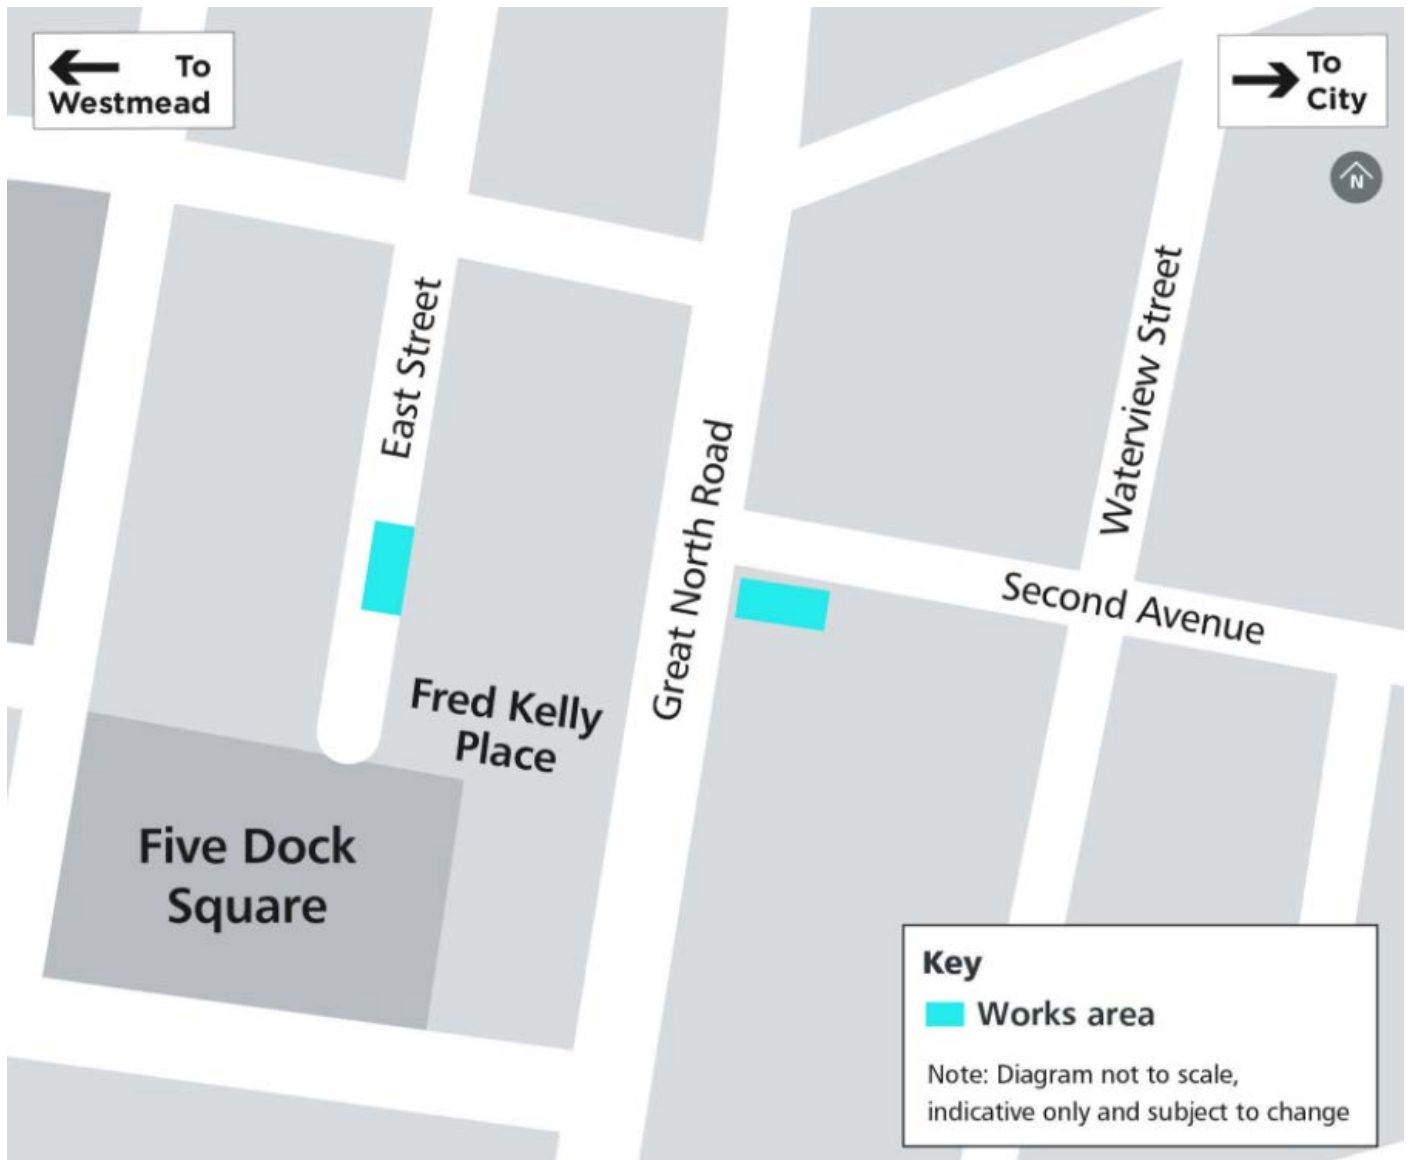 To
Westmead
To
City
N
East Street
Waterview Street
Great North Road
Second Avenue
Fred Kelly
Place
Five Dock
Square
Key
Works area
Note: Diagram not to scale,
indicative only and subject to change